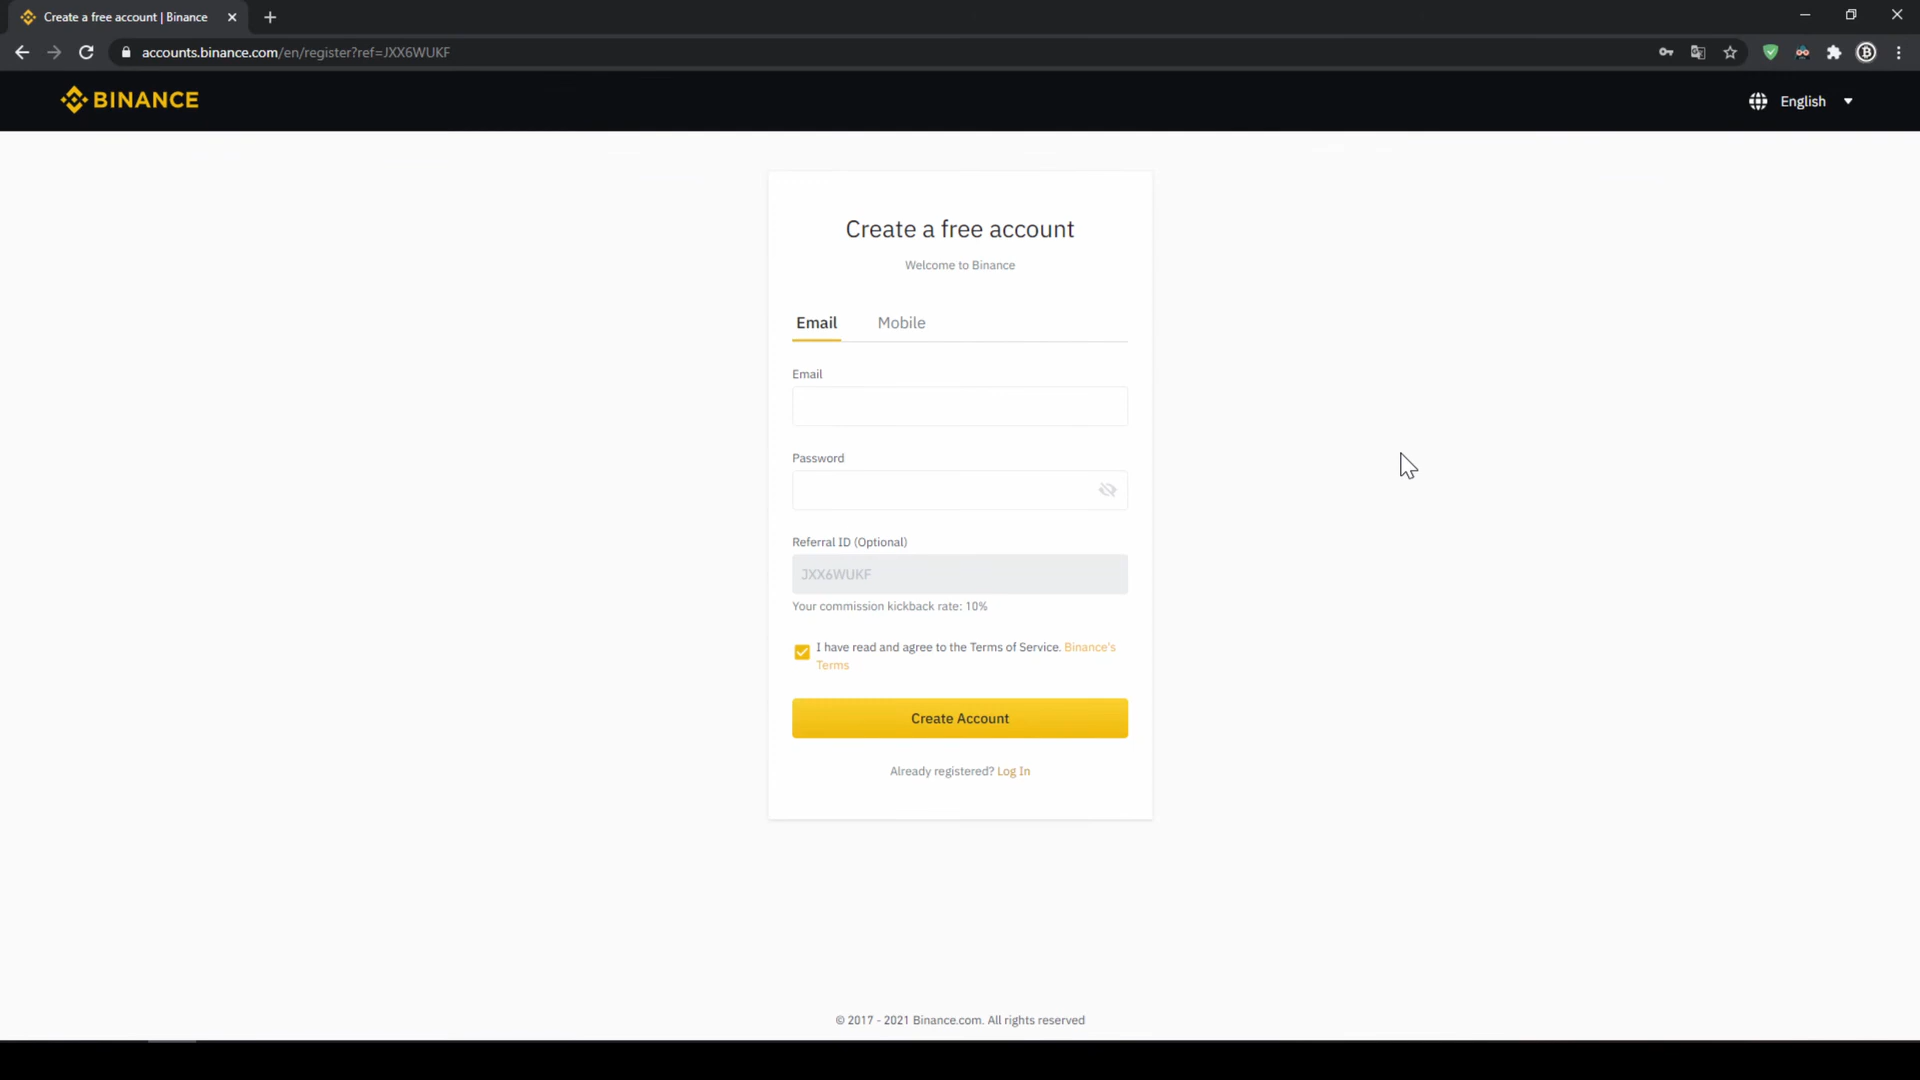 Create a free account | Binance
accounts.binance.com/en/register?ref=JXX6WUKF
BINANCE
English
Create a free account
Welcome to Binance
Email Mobile
Email
Password
Referral ID (Optional)
JXX6WUKF
Your commission kickback rate: 10%
I have read and agree to the Terms of Service. Binance's
Terms
Create Account
Already registered? Log In
© 2017 - 2021 Binance.com. All rights reserved